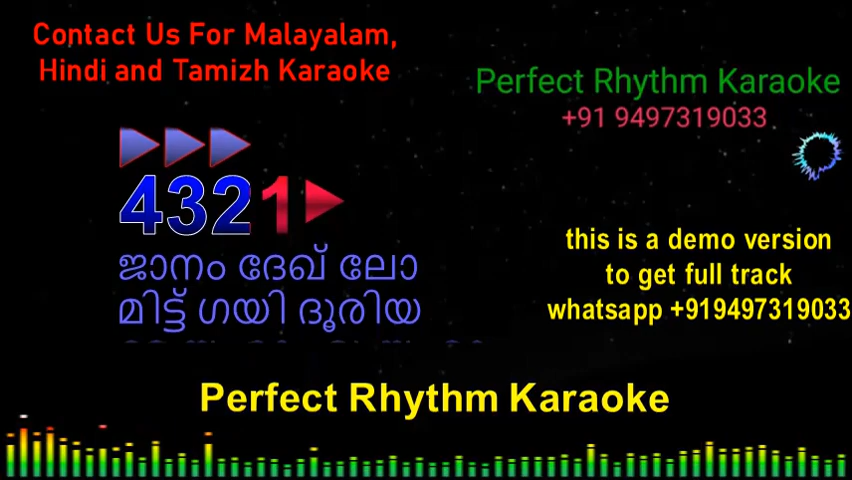 Contact Us For Malayalam,
Hindi and Tamizh Karaoke
Perfect Rhythm Karaoke
+91 9497319033
4321
ജാനം ദേഖ് ലോ
മിട്ട് ഗയി ദൂരിയ
this is a demo version
to get full track
whatsapp +919497319033
Perfect Rhythm Karaoke